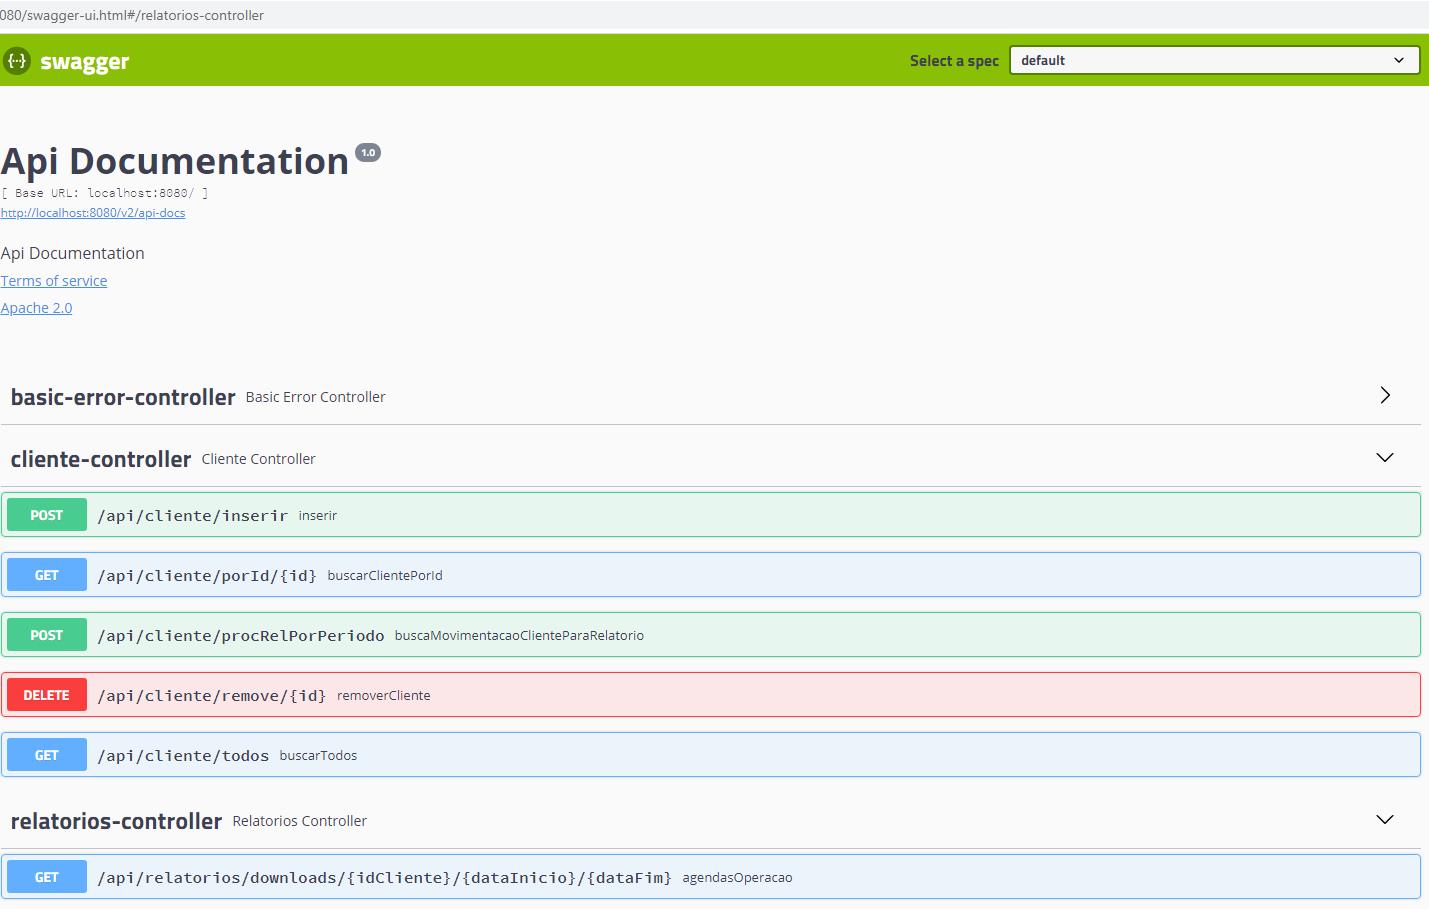 080/swagger-ui.html#/relatorios-controller
{··} swagger Select a spec default
Api Documentation 1.0
[ Base URL: localhost:8080/ ]
http://localhost:8080/v2/api-docs
Api Documentation
Terms of service
Apache 2.0
basic-error-controller Basic Error Controller
cliente-controller Cliente Controller
POST /api/cliente/inserir inserir
GET /api/cliente/porId/{id} buscarClientePorId
POST /api/cliente/procRelPorPeriodo buscaMovimentacaoClienteParaRelatorio
DELETE /api/cliente/remove/{id} removerCliente
GET /api/cliente/todos buscarTodos
relatorios-controller Relatorios Controller
GET /api/relatorios/downloads/{idCliente}/{dataInicio}/{dataFim} agendasOperacao